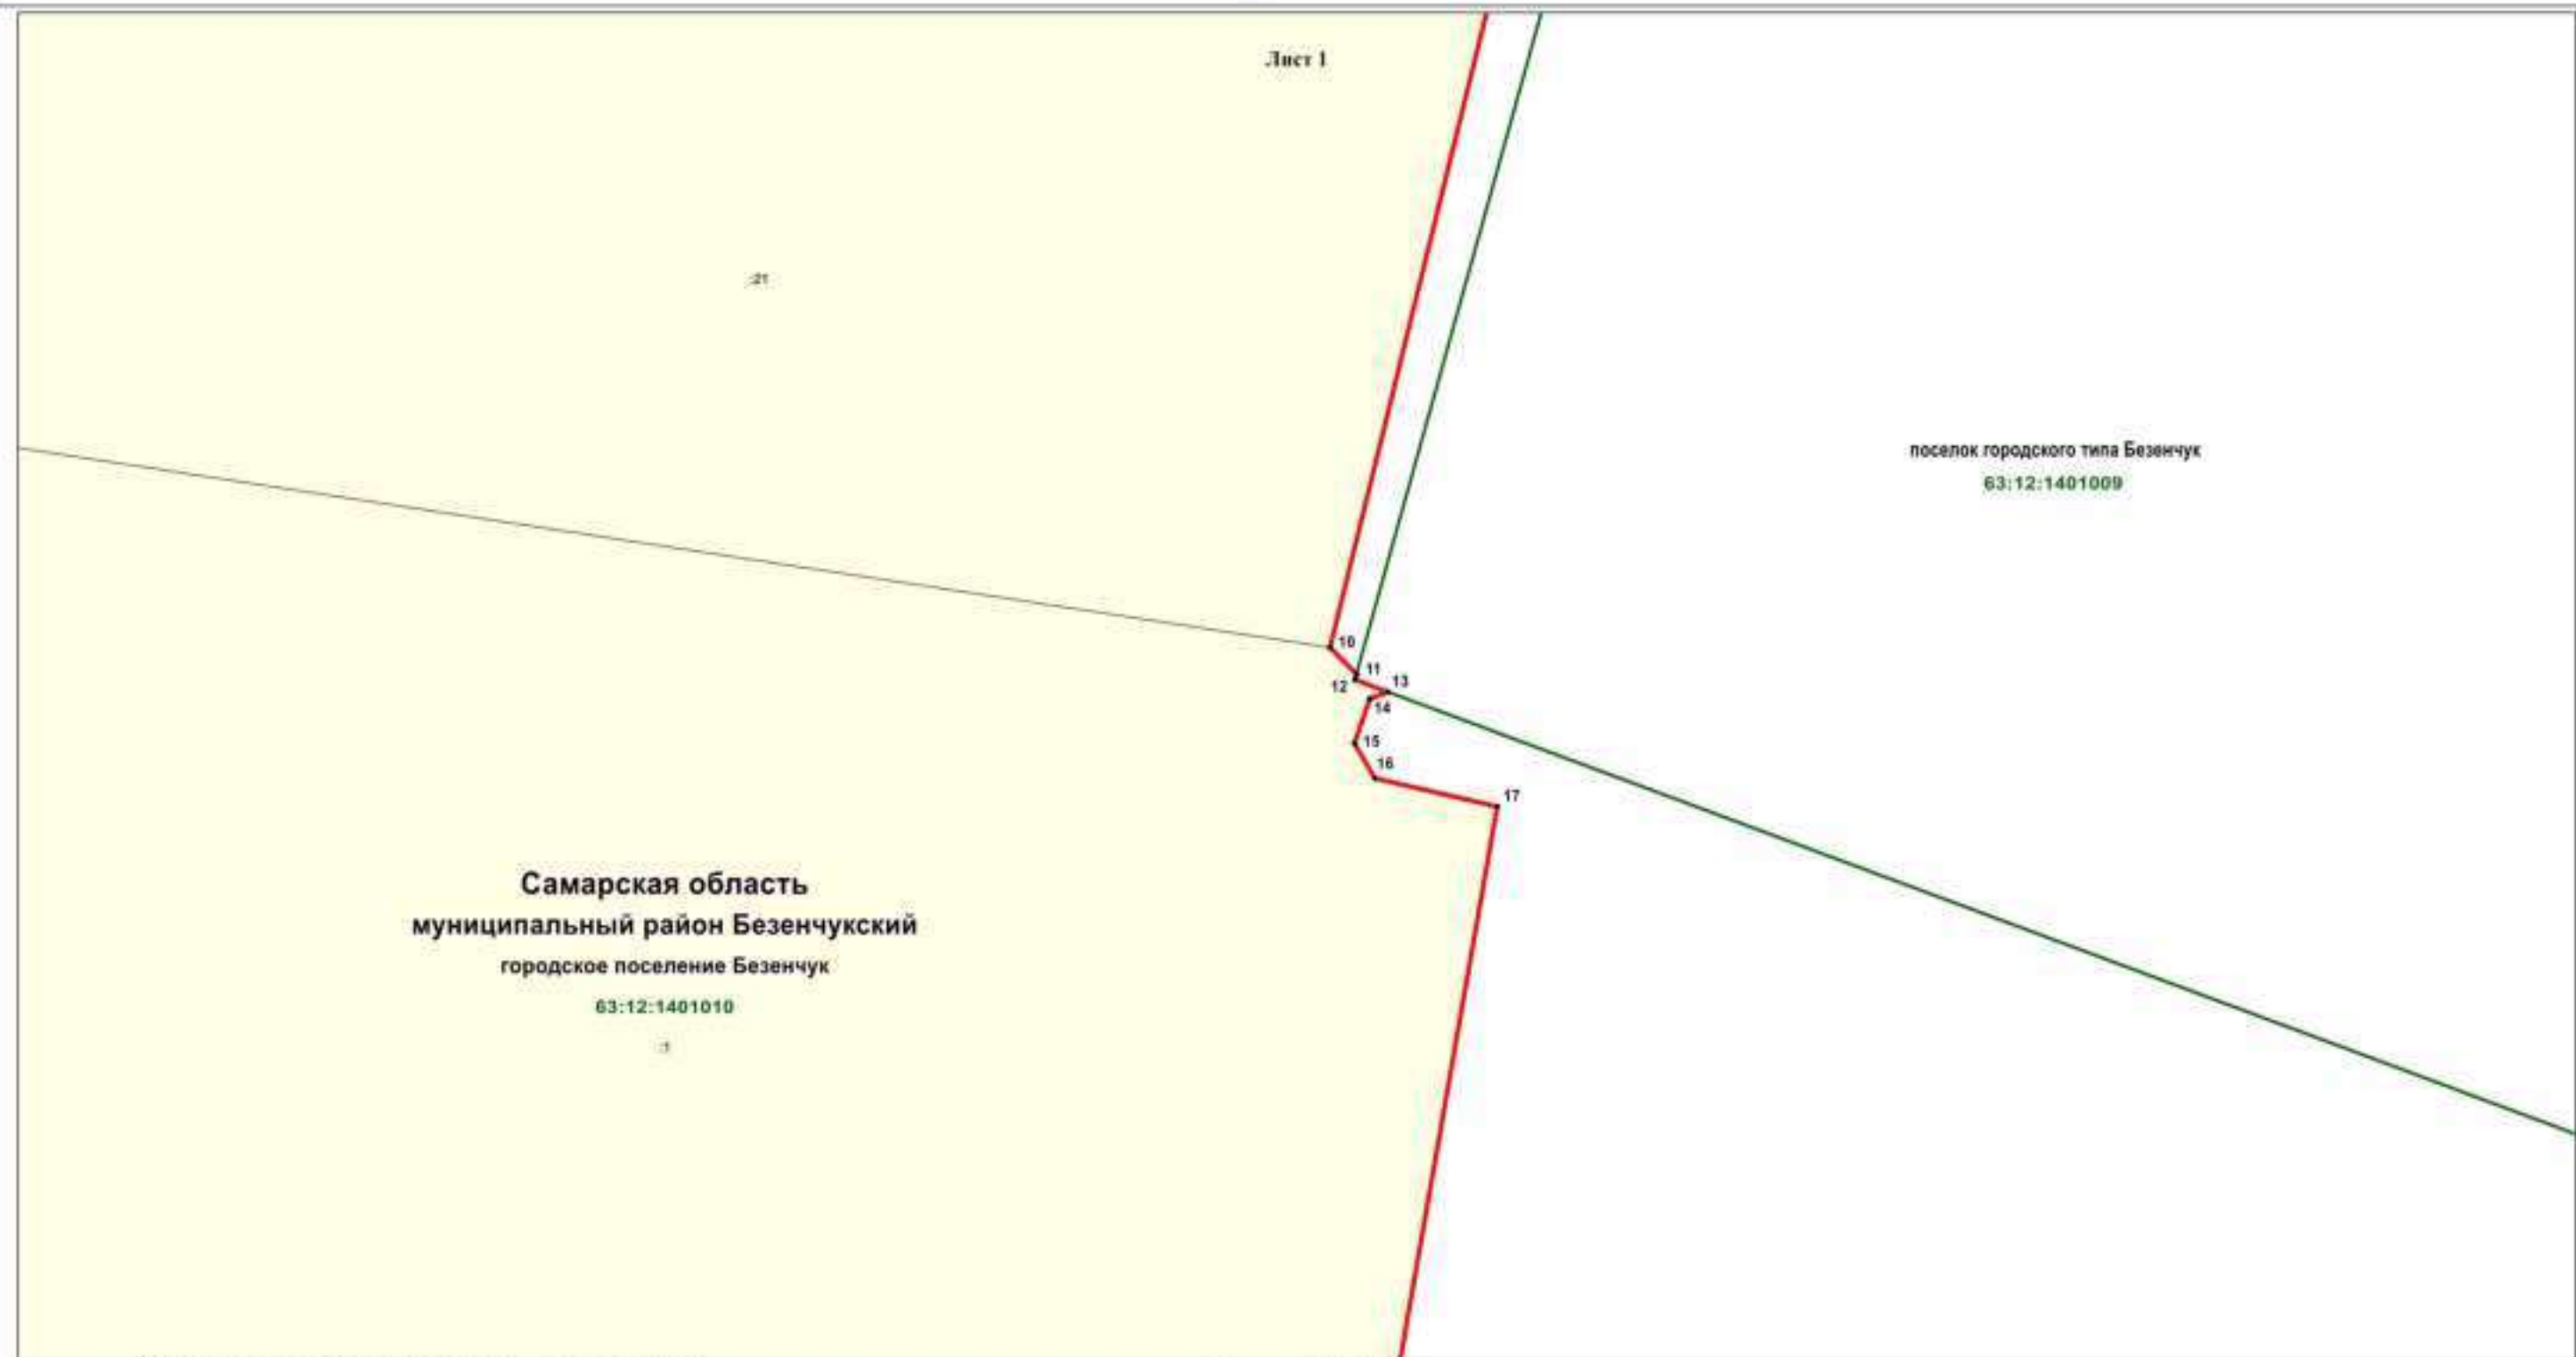 Лист 1
:21
поселок городского типа Безенчук
63:12:1401009
10
11
12
13
14
15
16
17
Самарская область
муниципальный район Безенчукский
городское поселение Безенчук
63:12:1401010
:1